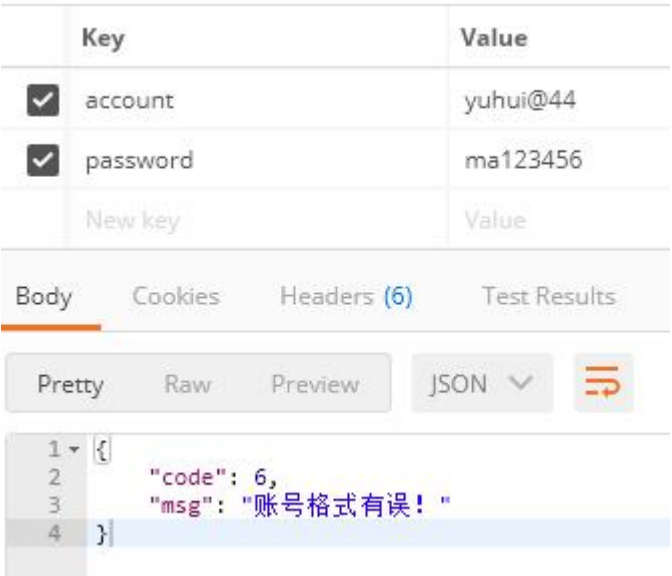 Key Value
account yuhui@44
password ma123456
New key Value
Body Cookies Headers (6) Test Results
Pretty Raw Preview JSON
1 {
2 "code": 6,
3 "msg": "账号格式有误！"
4 }